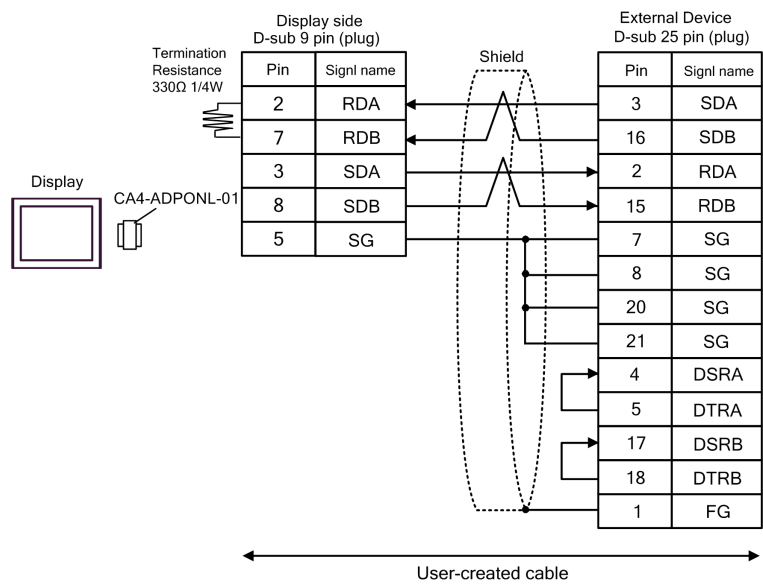 Display side
D-sub 9 pin (plug)
External Device
D-sub 25 pin (plug)
Termination
Resistance
330Ω 1/4W
Shield
Pin Signl name
2 RDA
7 RDB
3 SDA
8 SDB
5 SG
Pin Signl name
3 SDA
16 SDB
2 RDA
15 RDB
7 SG
8 SG
20 SG
21 SG
4 DSRA
5 DTRA
17 DSRB
18 DTRB
1 FG
Display
CA4-ADPONL-01
User-created cable